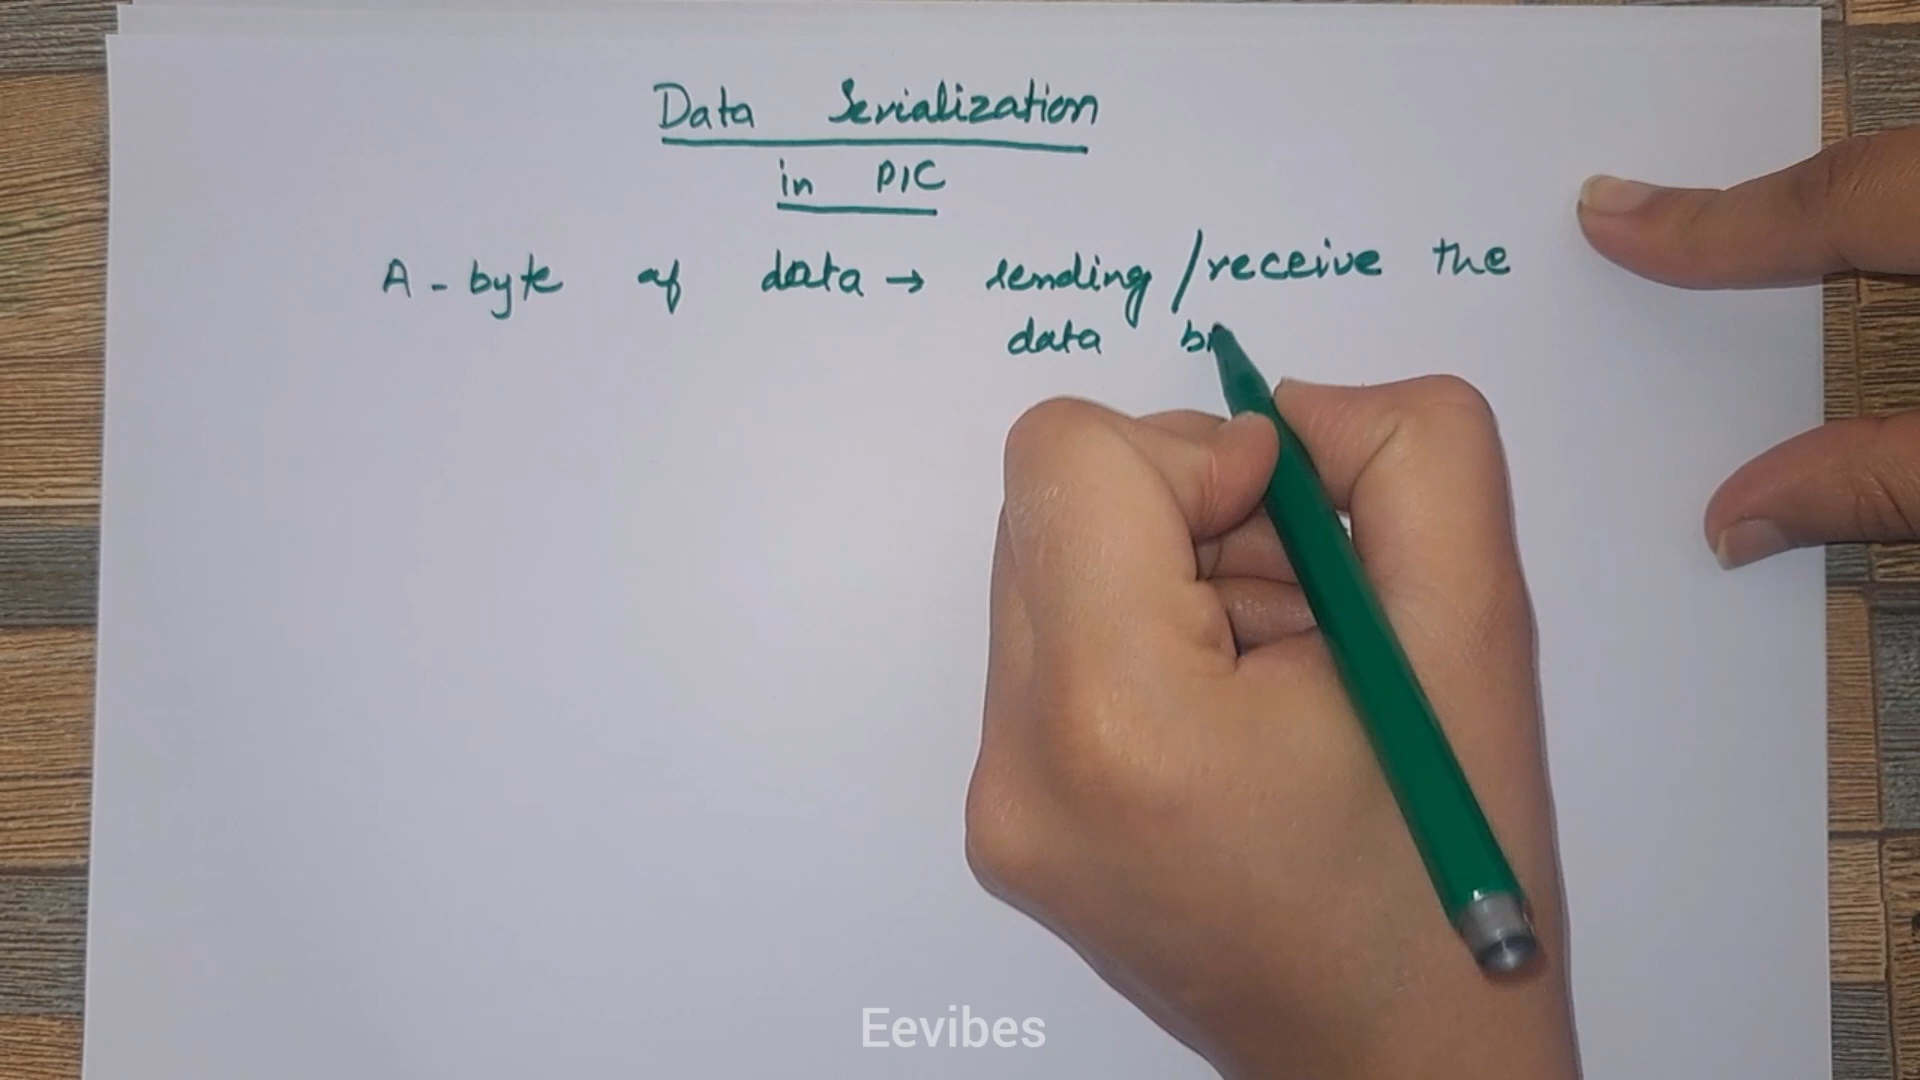 Data Serialization
in PIC
A - byte of data → sending /receive the
data
Eevibes